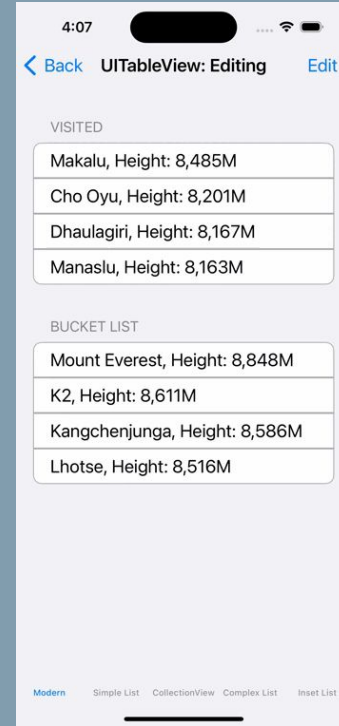 4:07
Back UITableView: Editing Edit
VISITED
Makalu, Height: 8,485M
Cho Oyu, Height: 8,201M
Dhaulagiri, Height: 8,167M
Manaslu, Height: 8,163M
BUCKET LIST
Mount Everest, Height: 8,848M
K2, Height: 8,611M
Kangchenjunga, Height: 8,586M
Lhotse, Height: 8,516M
Modern Simple List CollectionView Complex List Inset List